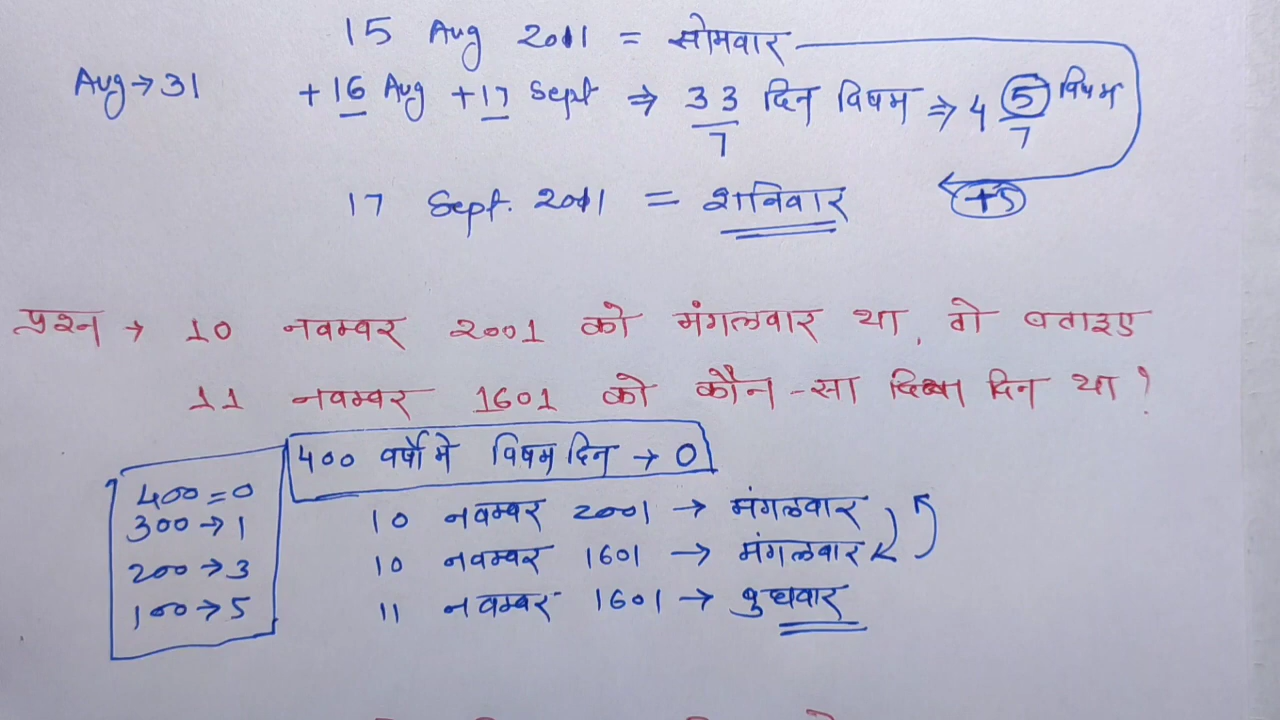 15 Aug 2011 = सोमवार
Aug → 31 +16 Aug +17 Sept ⇒ 33/7 दिन विषम ⇒ 4 5/7 विषम
17 Sept. 2011 = शनिवार +5
प्रश्न → 10 नवम्बर 2001 को मंगलवार था, तो बताइए
11 नवम्बर 1601 को कौन-सा दिन था ?
400 वर्षो मे विषम दिन → 0
400 = 0
300 → 1
200 → 3
100 → 5
10 नवम्बर 2001 → मंगलवार
10 नवम्बर 1601 → मंगलवार
11 नवम्बर 1601 → बुधवार